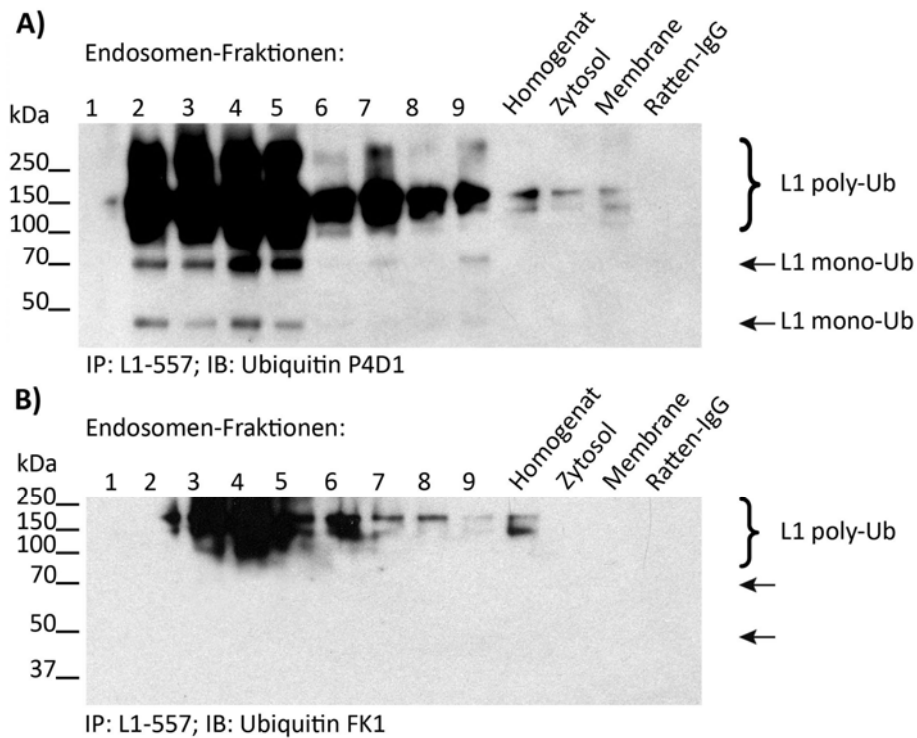 A)
Endosomen-Fraktionen:
Homogenat
Zytosol
Membrane
Ratten-IgG
kDa
1 2 3 4 5 6 7 8 9
250
150
100
70
50
L1 poly-Ub
L1 mono-Ub
L1 mono-Ub
IP: L1-557; IB: Ubiquitin P4D1
B)
Endosomen-Fraktionen:
Homogenat
Zytosol
Membrane
Ratten-IgG
kDa
1 2 3 4 5 6 7 8 9
250
150
100
70
50
37
L1 poly-Ub
IP: L1-557; IB: Ubiquitin FK1